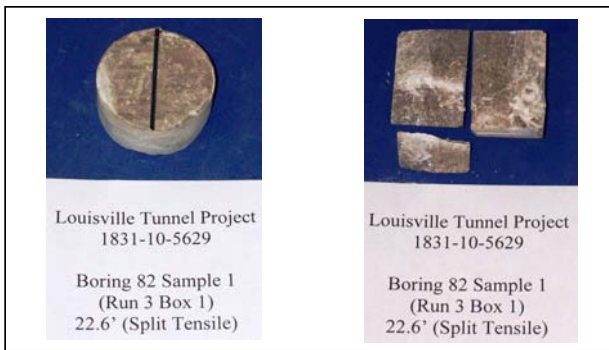 Louisville Tunnel Project
1831-10-5629
Boring 82 Sample 1
(Run 3 Box 1)
22.6' (Split Tensile)
Louisville Tunnel Project
1831-10-5629
Boring 82 Sample 1
(Run 3 Box 1)
22.6' (Split Tensile)